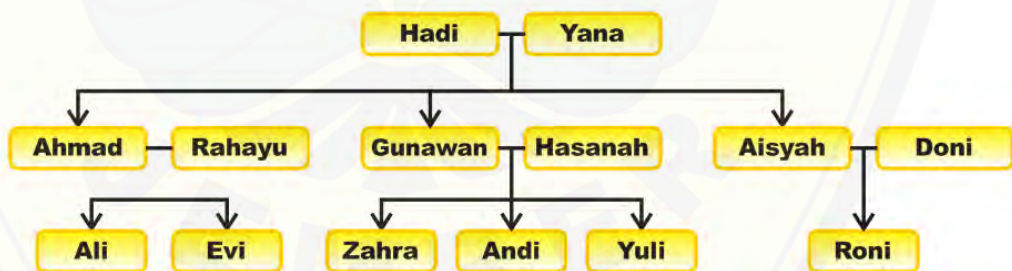 Hadi Yana
Ahmad Rahayu Gunawan Hasanah Aisyah Doni
Ali Evi Zahra Andi Yuli Roni